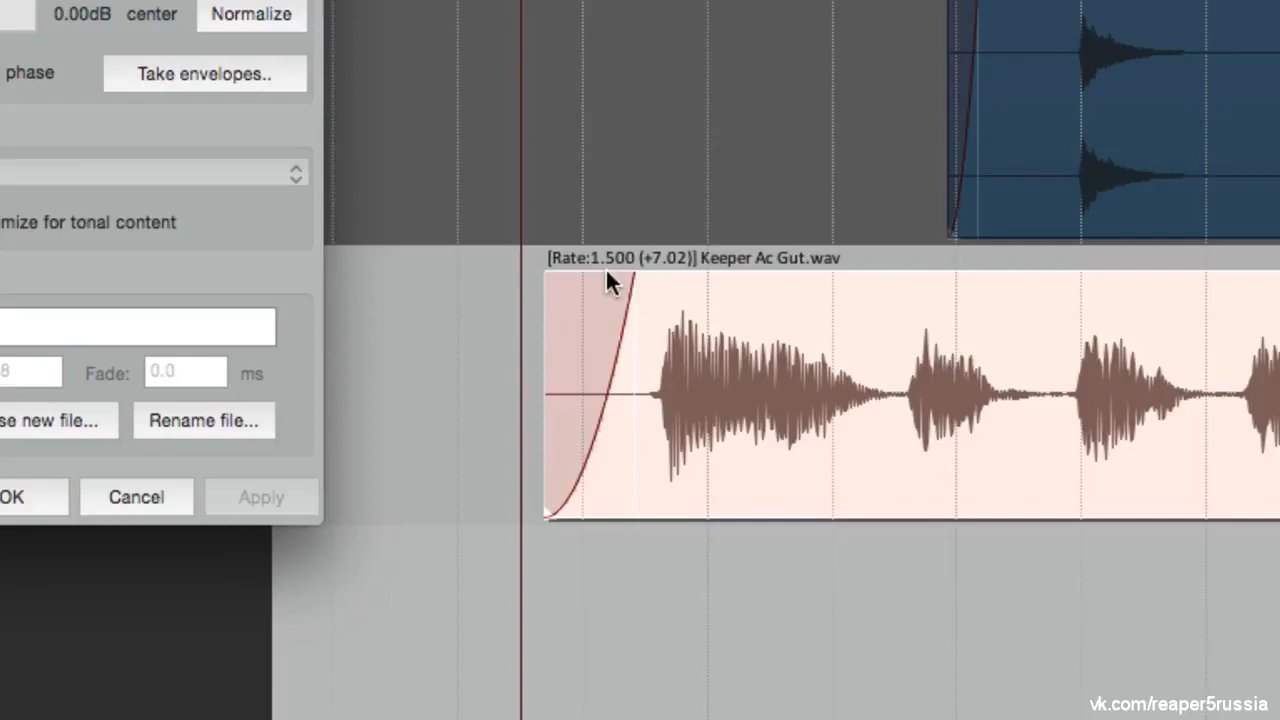 0.00dB center Normalize
phase Take envelopes..
mize for tonal content
[Rate:1.500 (+7.02)] Keeper Ac Gut.wav
8 Fade: 0.0 ms
se new file... Rename file...
OK Cancel Apply
vk.com/reaper5russia